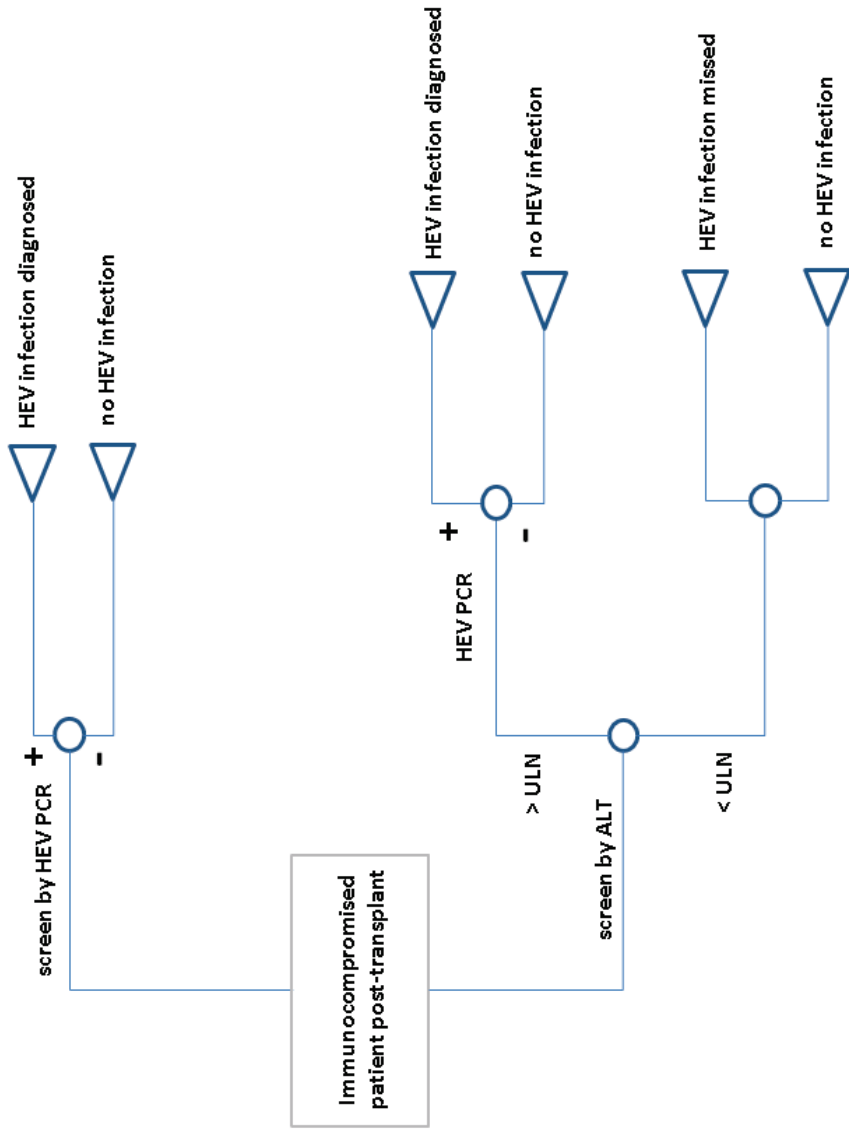 screen by HEV PCR
+
-
HEV infection diagnosed
no HEV infection
Immunocompromised
patient post-transplant
screen by ALT
> ULN
HEV PCR
+
-
HEV infection diagnosed
no HEV infection
< ULN
HEV infection missed
no HEV infection